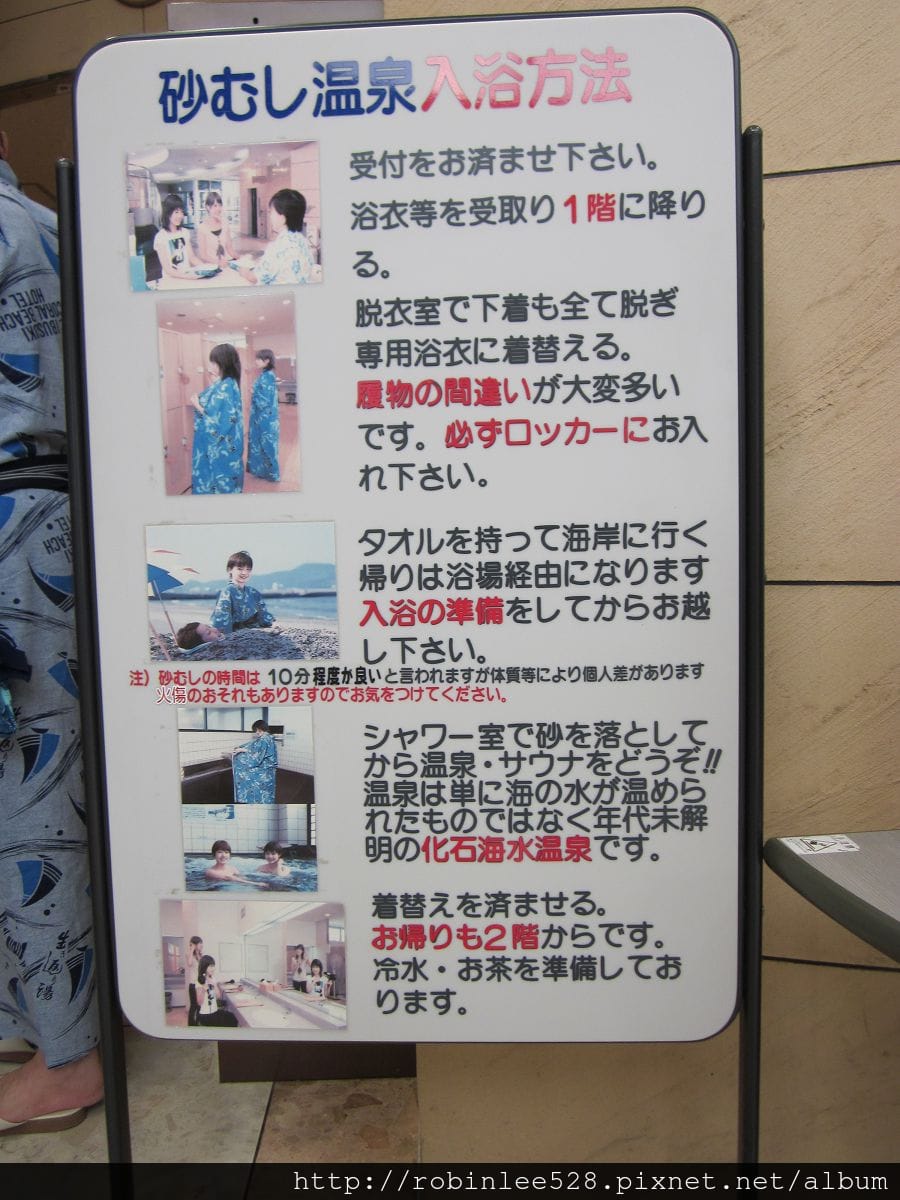 砂むし温泉入浴方法
受付をお済ませ下さい。
浴衣等を受取り1階に降り
る。
脱衣室で下着も全て脱ぎ
専用浴衣に着替える。
履物の間違いが大変多い
です。必ずロッカーにお入
れ下さい。
タオルを持って海岸に行く
帰りは浴場経由になります
入浴の準備をしてからお越
し下さい。
注）砂むしの時間は10分程度か良いと言われますが体質等により個人差があります
火傷のおそれもありますのでお気をつけてください。
シャワー室で砂を落として
から温泉・サウナをどうぞ!!
温泉は単に海の水が温めら
れたものではなく年代未解
明の化石海水温泉です。
着替えを済ませる。
お帰りも2階からです。
冷水・お茶を準備してお
ります。
IBUSUKI
CORAL BEACH
HOTEL
http://robinlee528.pixnet.net/album